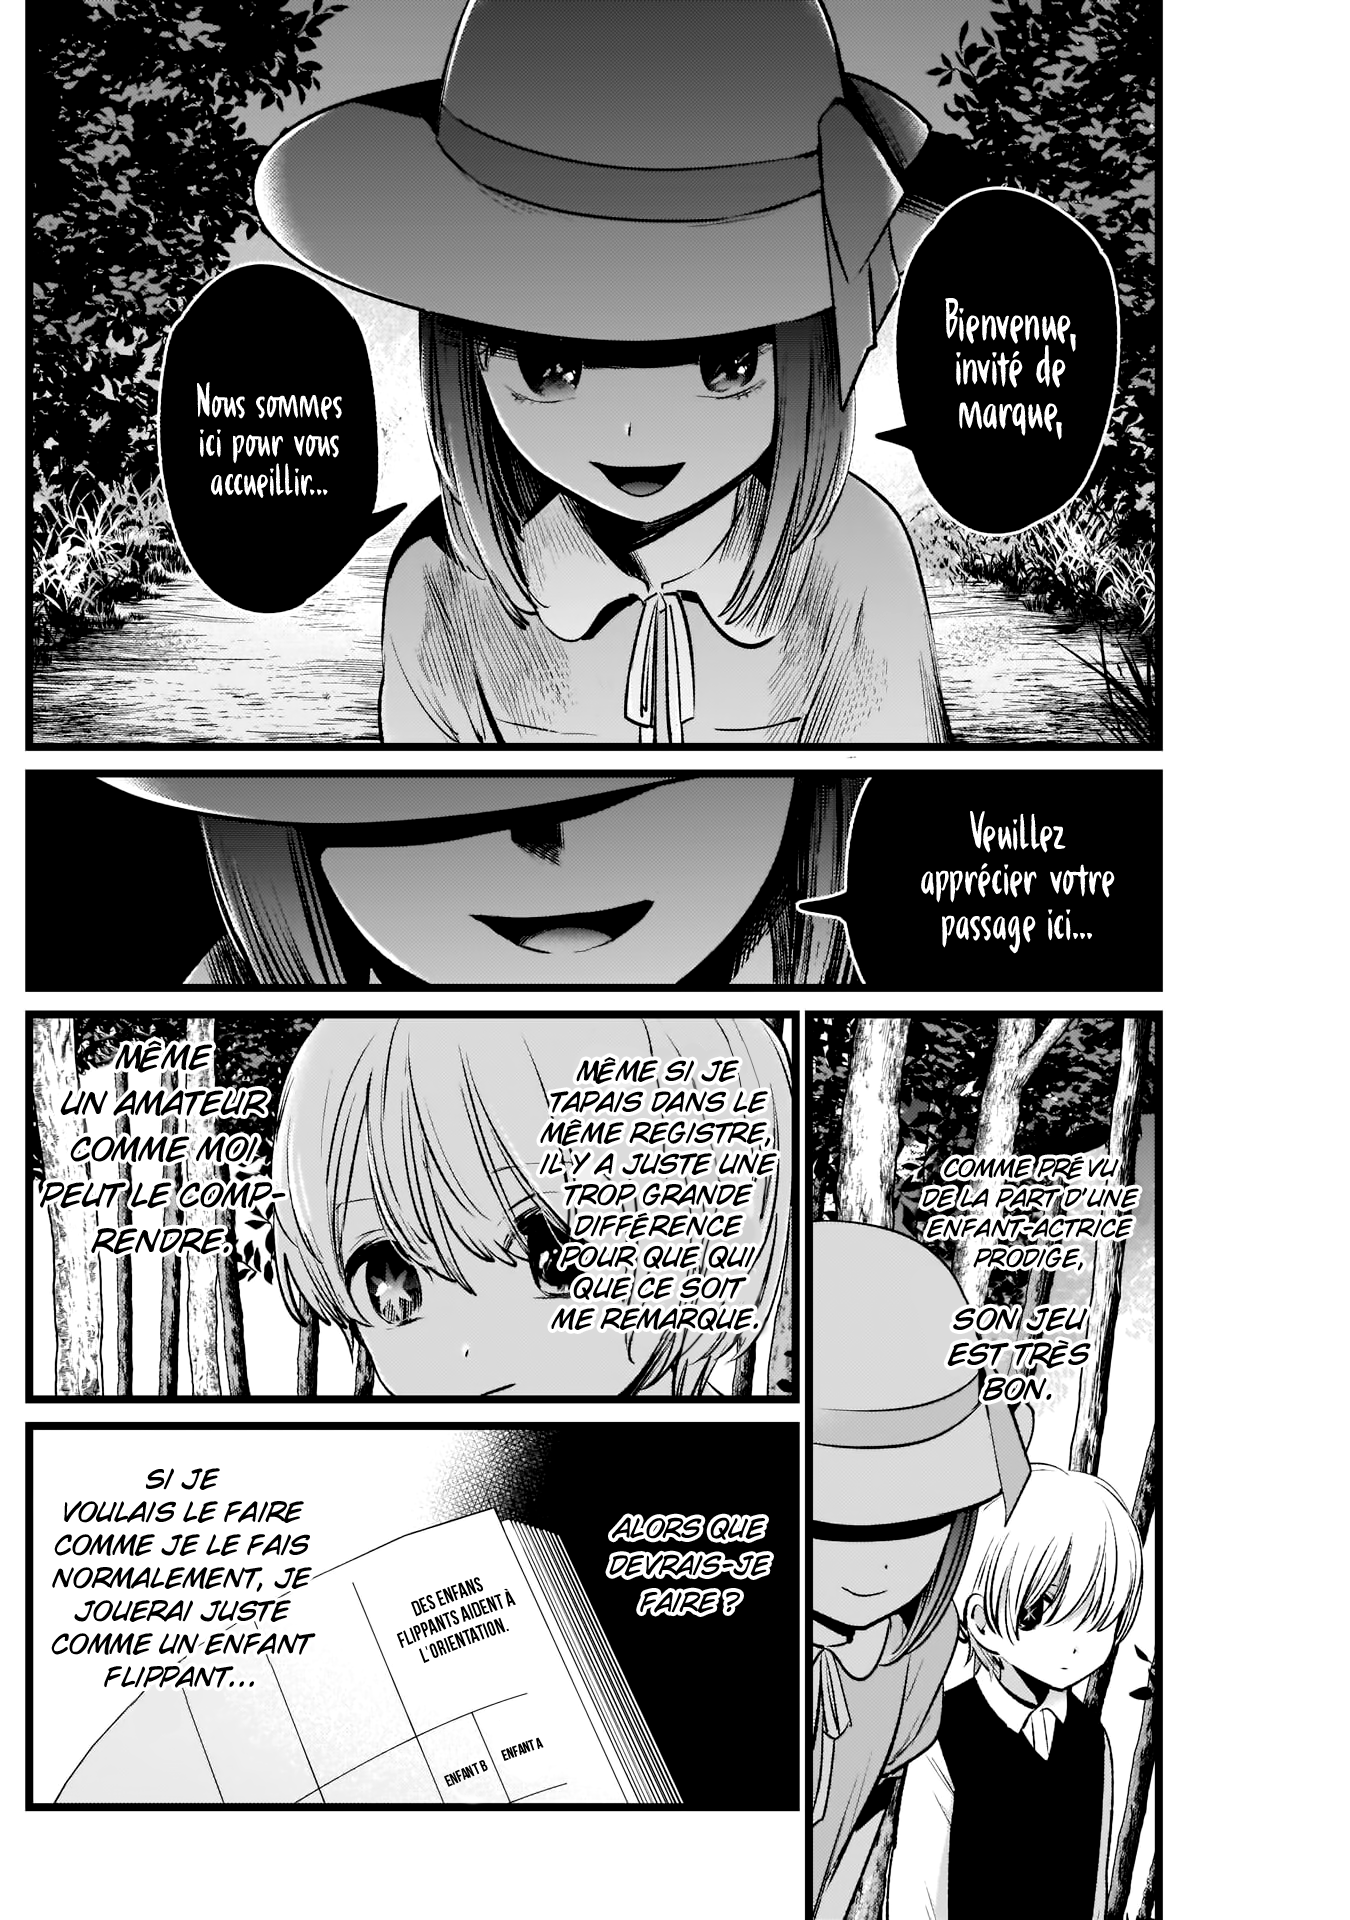 Bienvenue,
invité de
marque,
Nous sommes
ici pour vous
accueillir...
Veuillez
apprécier votre
passage ici...
COMME PRÉVU
DE LA PART D'UNE
ENFANT-ACTRICE
PRODIGE,
SON JEU
EST TRÈS
BON.
MÊME SI JE
TAPAIS DANS LE
MÊME REGISTRE,
IL Y A JUSTE UNE
TROP GRANDE
DIFFÉRENCE
POUR QUE QUI
QUE CE SOIT
ME REMARQUE.
MÊME
UN AMATEUR
COMME MOI
PEUT LE COMP-
RENDRE.
ALORS QUE
DEVRAIS-JE
FAIRE ?
DES ENFANS
FLIPPANTS AIDENT À
L'ORIENTATION.
ENFANT A
ENFANT B
SI JE
VOULAIS LE FAIRE
COMME JE LE FAIS
NORMALEMENT, JE
JOUERAI JUSTE
COMME UN ENFANT
FLIPPANT...